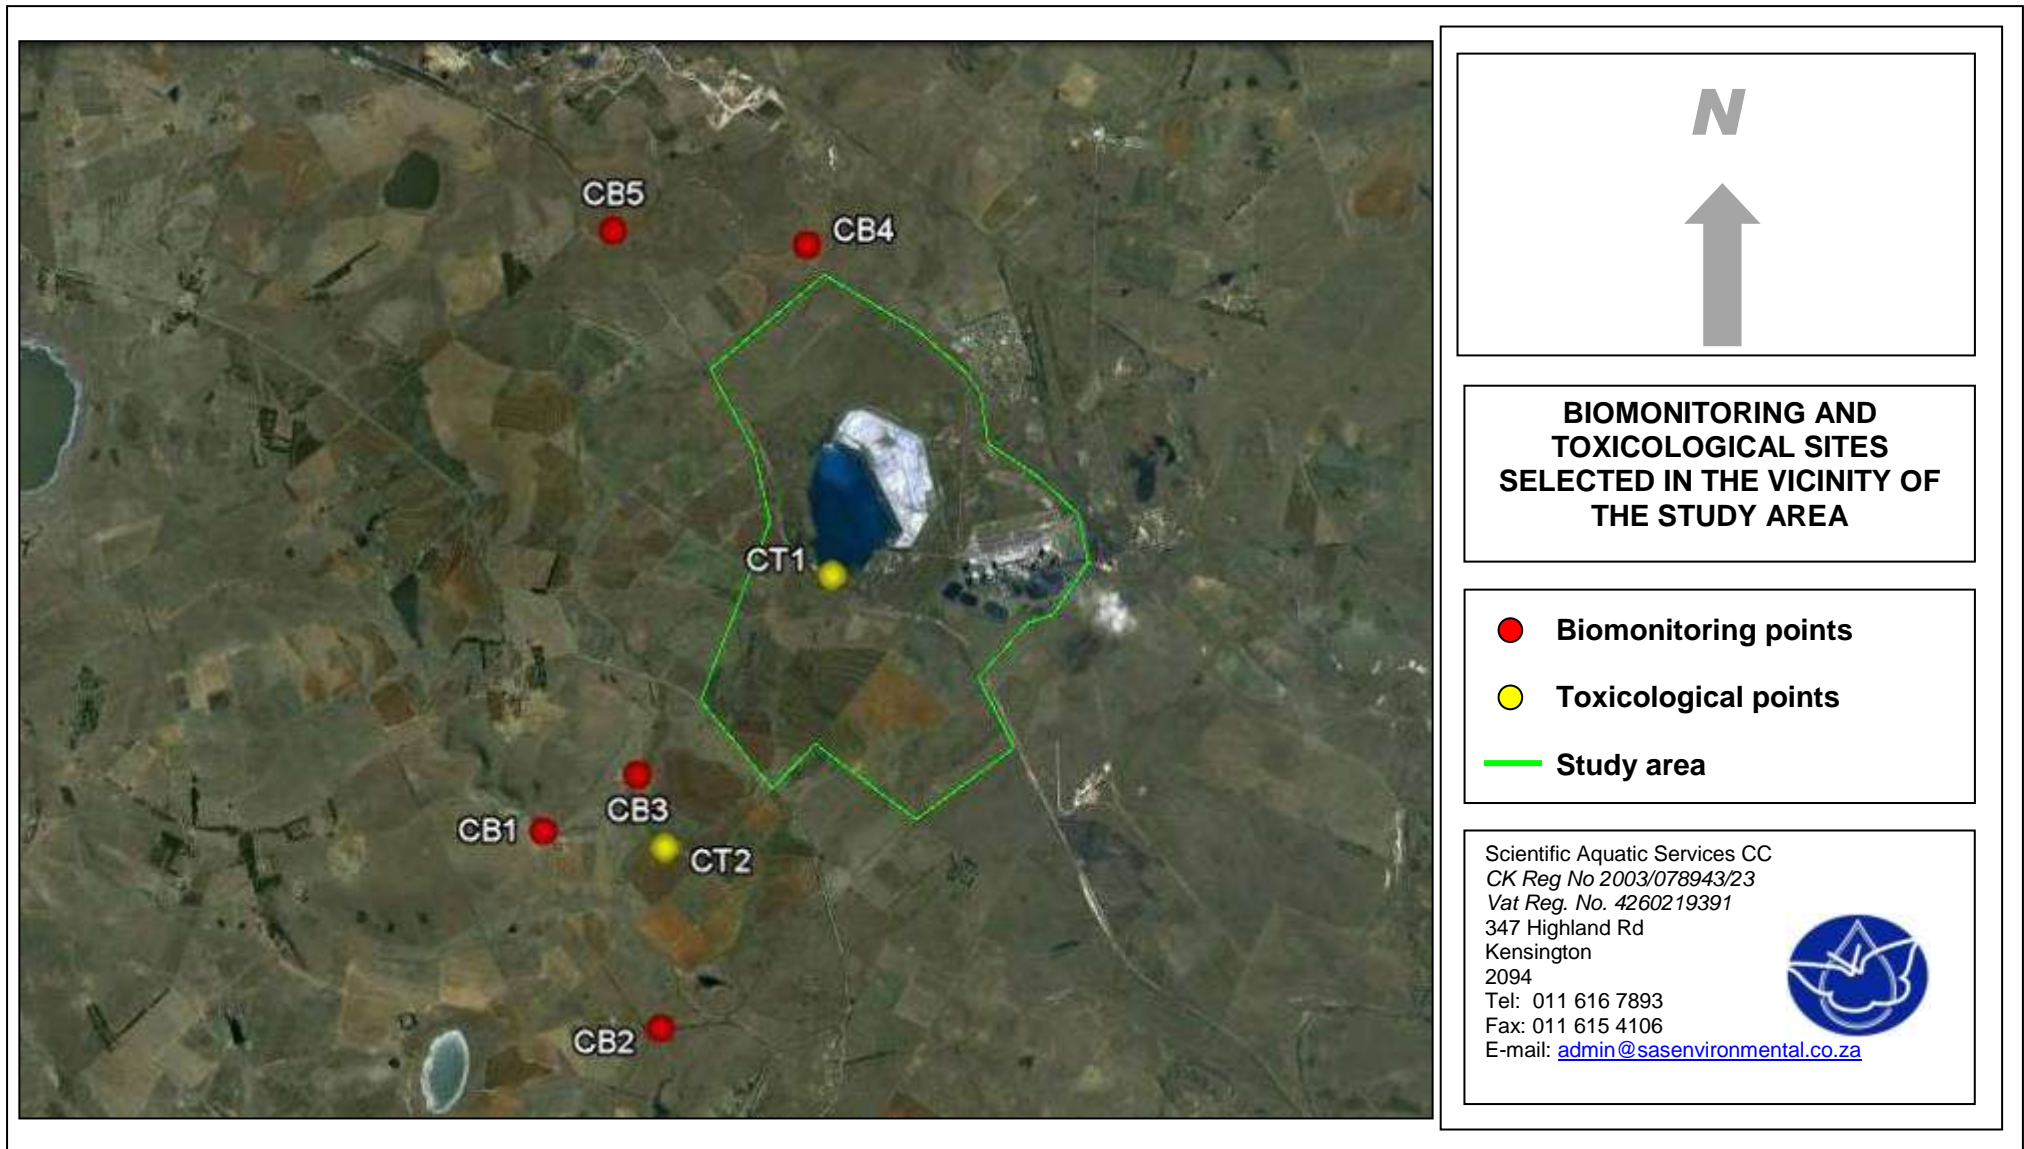 CB5
CB4
CT1
CB3
CB1
CT2
CB2
N
BIOMONITORING AND
TOXICOLOGICAL SITES
SELECTED IN THE VICINITY OF
THE STUDY AREA
Biomonitoring points
Toxicological points
Study area
Scientific Aquatic Services CC
CK Reg No 2003/078943/23
Vat Reg. No. 4260219391
347 Highland Rd
Kensington
2094
Tel: 011 616 7893
Fax: 011 615 4106
E-mail: admin@sasenvironmental.co.za